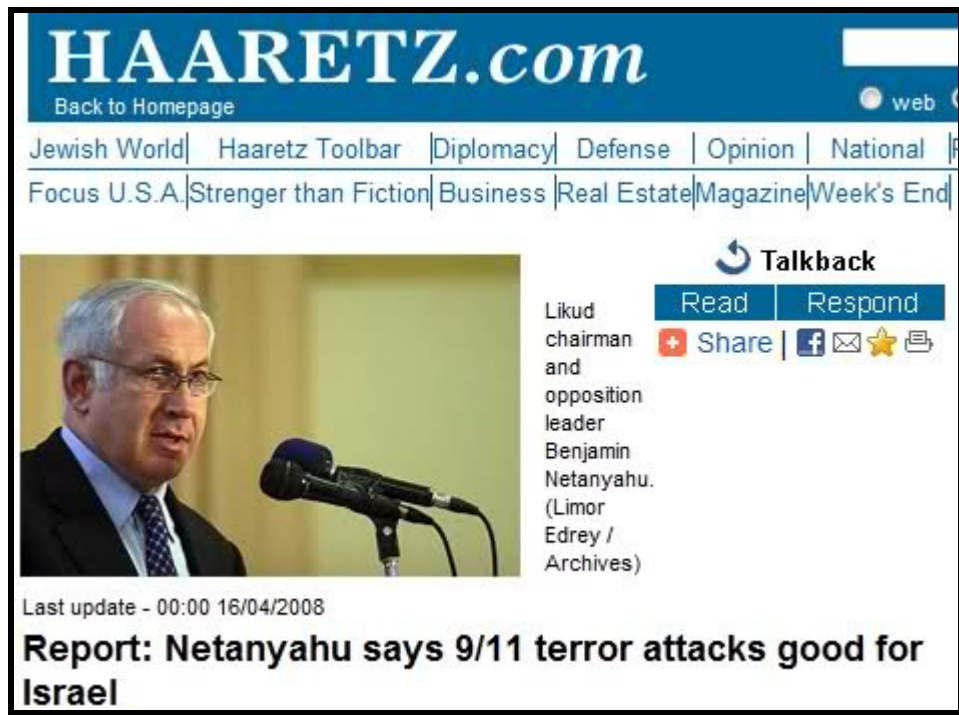 HAARETZ.com
Back to Homepage
web
Jewish World Haaretz Toolbar Diplomacy Defense Opinion National
Focus U.S.A. Strenger than Fiction Business Real Estate Magazine Week's End
Talkback
Read Respond
Share
Likud
chairman
and
opposition
leader
Benjamin
Netanyahu.
(Limor
Edrey /
Archives)
Last update - 00:00 16/04/2008
Report: Netanyahu says 9/11 terror attacks good for
Israel